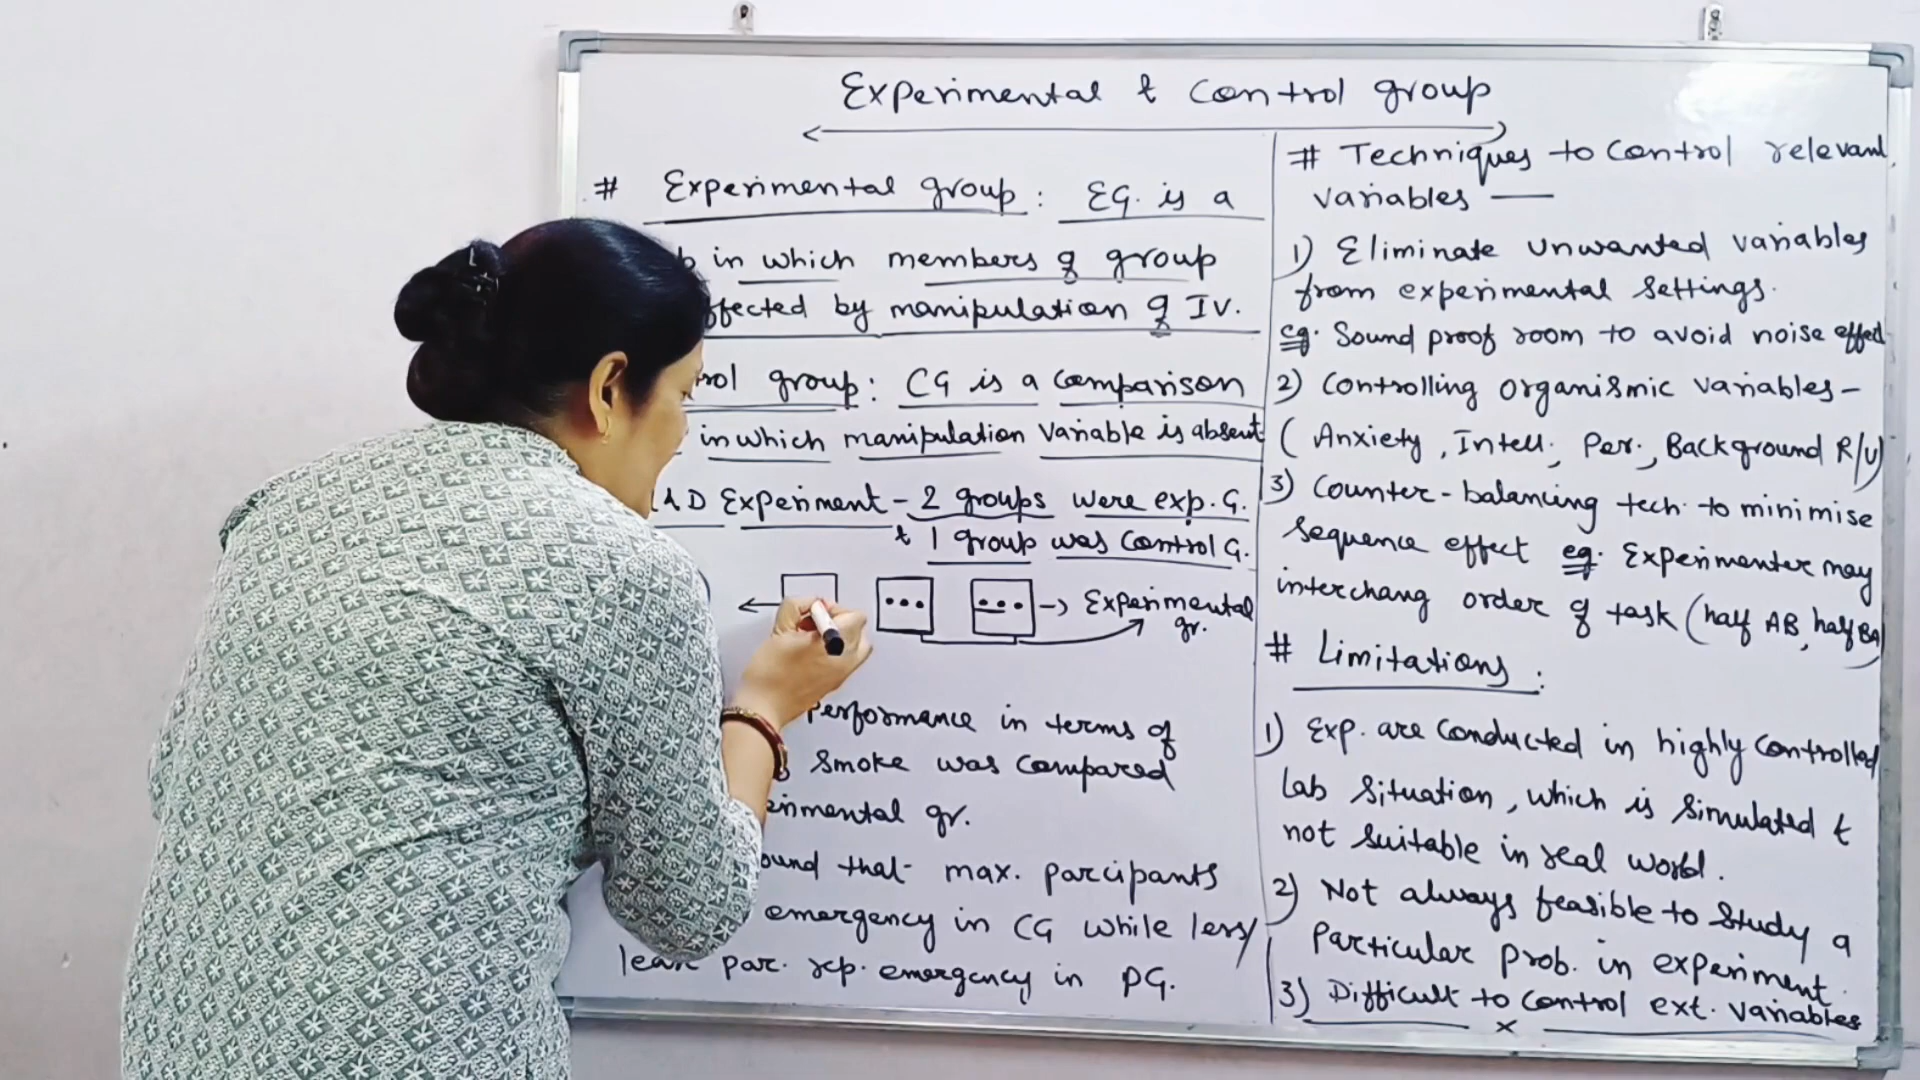 Experimental & Control group
# Experimental group: EG. is a
in which members of group
by manipulation of IV.
group: CG is a comparison
in which manipulation variable is absent
Experiment - 2 groups were exp. G.
& 1 group was control G.
→ Experimental
gr.
performance in terms of
smoke was compared
gr.
that max. parcipants
emergency in CG while less/
par. rep. emergency in PG.
# Techniques to control relevant
variables —
1) Eliminate unwanted variables
from experimental settings.
eg. Sound proof room to avoid noise effect
2) Controlling organismic variables -
(Anxiety, Intell., Per., Background R/U)
3) Counter-balancing tech. to minimise
sequence effect eg. Experimenter may
interchang order of task (half AB, half BA)
# Limitations:
1) Exp. are conducted in highly controlled
lab situation, which is simulated &
not suitable in real world.
2) Not always feasible to study a
particular prob. in experiment.
3) Difficult to control ext. variables
x